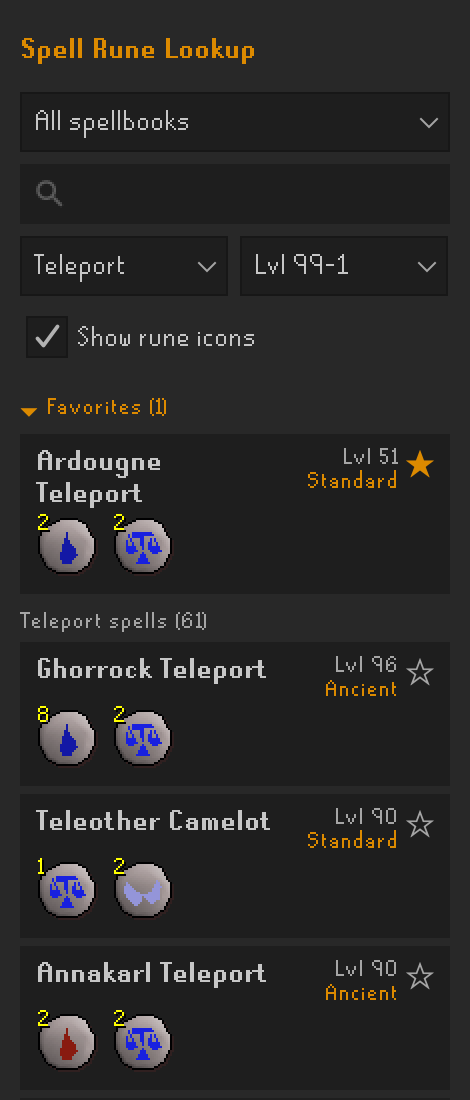 Spell Rune Lookup
All spellbooks
Teleport
Lvl 99-1
Show rune icons
Favorites (1)
Ardougne
Teleport
Lvl 51
Standard
2
2
Teleport spells (61)
Ghorrock Teleport
Lvl 96
Ancient
8
2
Teleother Camelot
Lvl 90
Standard
1
2
Annakarl Teleport
Lvl 90
Ancient
2
2